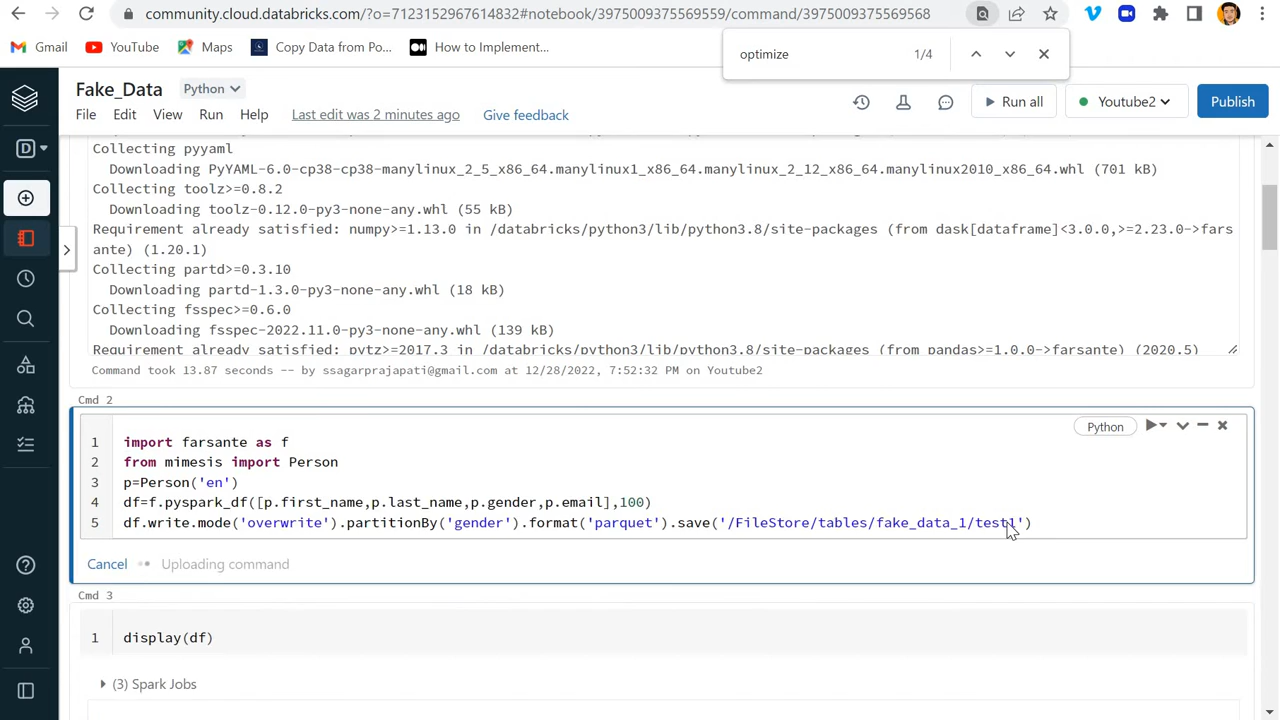 community.cloud.databricks.com/?o=7123152967614832#notebook/3975009375569559/command/3975009375569568
Gmail
YouTube
Maps
Copy Data from Po...
How to Implement...
optimize
1/4
Fake_Data
Python
File
Edit
View
Run
Help
Last edit was 2 minutes ago
Give feedback
Run all
Youtube2
Publish
D
Collecting pyyaml
Downloading PyYAML-6.0-cp38-cp38-manylinux_2_5_x86_64.manylinux1_x86_64.manylinux_2_12_x86_64.manylinux2010_x86_64.whl (701 kB)
Collecting toolz>=0.8.2
Downloading toolz-0.12.0-py3-none-any.whl (55 kB)
Requirement already satisfied: numpy>=1.13.0 in /databricks/python3/lib/python3.8/site-packages (from dask[dataframe]<3.0.0,>=2.23.0->fars
ante) (1.20.1)
Collecting partd>=0.3.10
Downloading partd-1.3.0-py3-none-any.whl (18 kB)
Collecting fsspec>=0.6.0
Downloading fsspec-2022.11.0-py3-none-any.whl (139 kB)
Requirement already satisfied: pytz>=2017.3 in /databricks/python3/lib/python3.8/site-packages (from pandas>=1.0.0->farsante) (2020.5)
Command took 13.87 seconds -- by ssagarprajapati@gmail.com at 12/28/2022, 7:52:32 PM on Youtube2
Cmd 2
Python
1 import farsante as f
2 from mimesis import Person
3 p=Person('en')
4 df=f.pyspark_df([p.first_name,p.last_name,p.gender,p.email],100)
5 df.write.mode('overwrite').partitionBy('gender').format('parquet').save('/FileStore/tables/fake_data_1/test1')
Cancel
Uploading command
Cmd 3
1 display(df)
(3) Spark Jobs